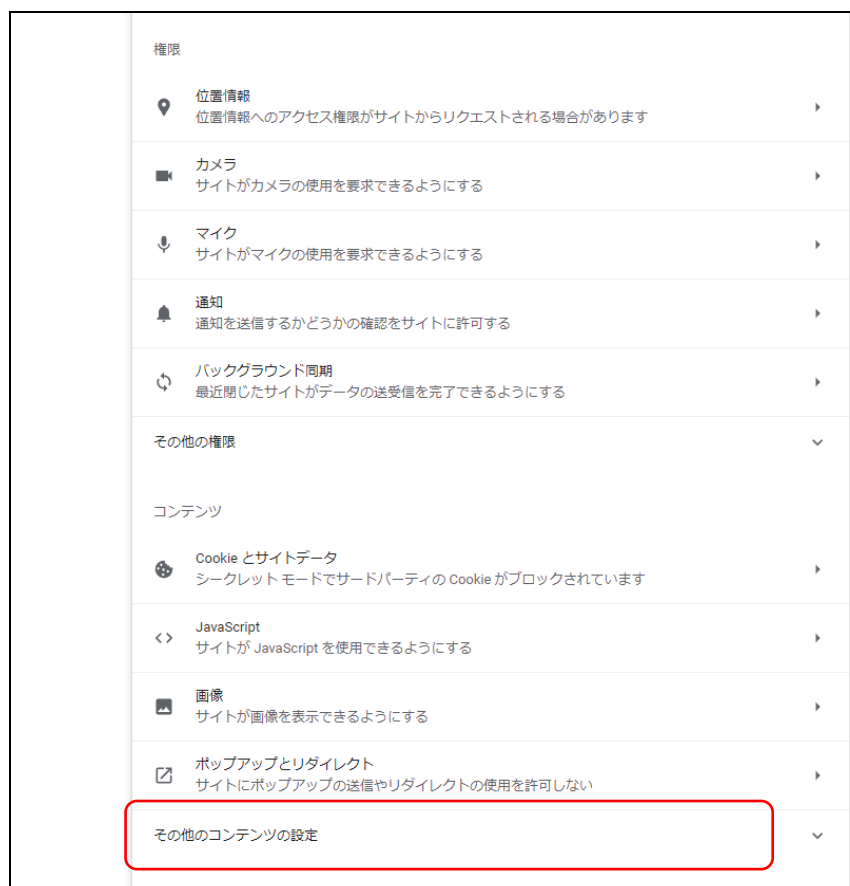 権限
位置情報
位置情報へのアクセス権限がサイトからリクエストされる場合があります
カメラ
サイトがカメラの使用を要求できるようにする
マイク
サイトがマイクの使用を要求できるようにする
通知
通知を送信するかどうかの確認をサイトに許可する
バックグラウンド同期
最近閉じたサイトがデータの送受信を完了できるようにする
その他の権限
コンテンツ
Cookie とサイトデータ
シークレット モードでサードパーティの Cookie がブロックされています
JavaScript
サイトが JavaScript を使用できるようにする
画像
サイトが画像を表示できるようにする
ポップアップとリダイレクト
サイトにポップアップの送信やリダイレクトの使用を許可しない
その他のコンテンツの設定